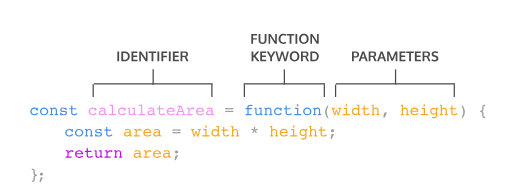 FUNCTION
IDENTIFIER KEYWORD PARAMETERS
const calculateArea = function(width, height) {
    const area = width * height;
    return area;
};